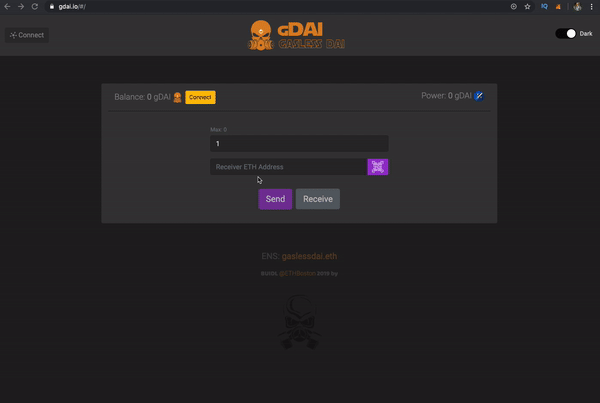 gdai.io/#/
Connect
gDAI
GASLESS DAI
Dark
Balance: 0 gDAI Connect
Power: 0 gDAI
Max: 0
1
Receiver ETH Address
Send Receive
ENS: gaslessdai.eth
BUIDL @ETHBoston 2019 by